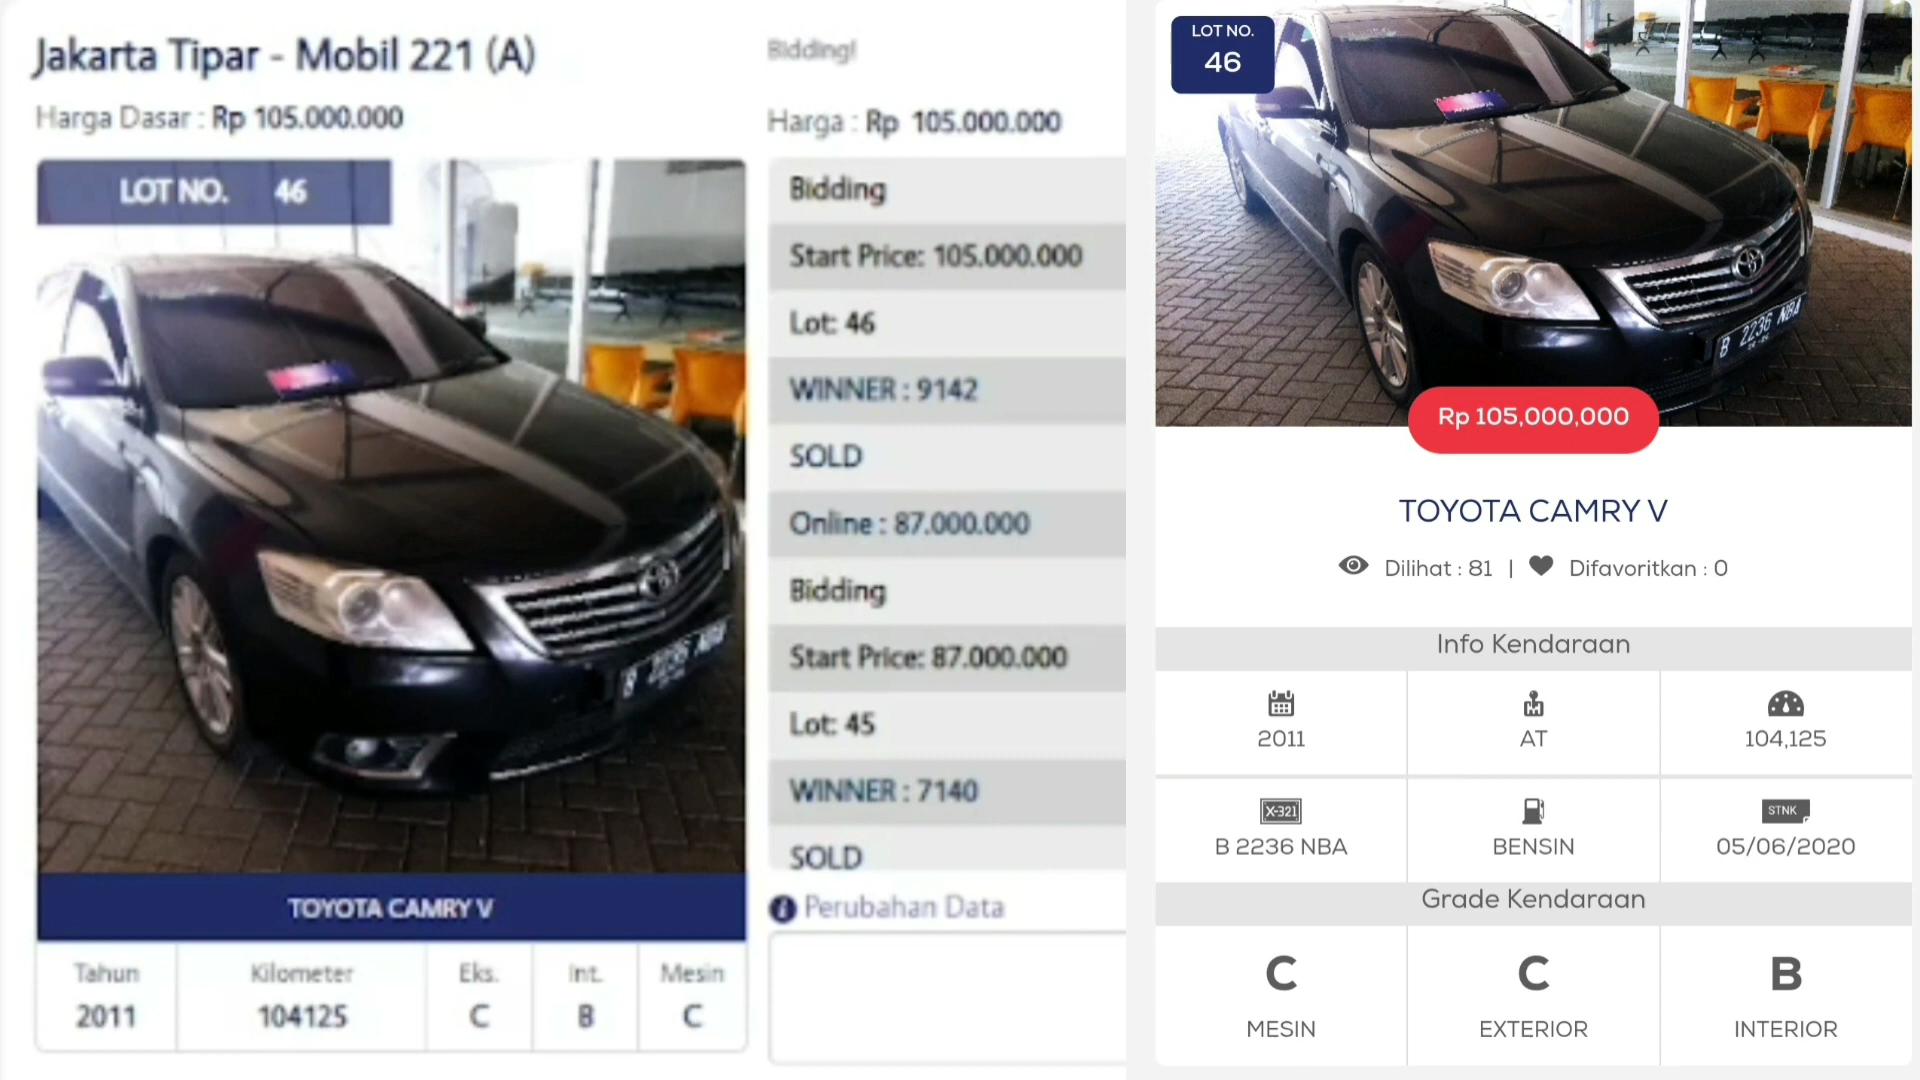 Jakarta Tipar - Mobil 221 (A)
Harga Dasar : Rp 105.000.000
LOT NO. 46
TOYOTA CAMRY V
Tahun Kilometer Eks. Int. Mesin
2011 104125 C B C
Bidding!
Harga : Rp 105.000.000
Bidding
Start Price: 105.000.000
Lot: 46
WINNER : 9142
SOLD
Online : 87.000.000
Bidding
Start Price: 87.000.000
Lot: 45
WINNER : 7140
SOLD
Perubahan Data
LOT NO.
46
B 2236 NBA
Rp 105,000,000
TOYOTA CAMRY V
Dilihat : 81 | Difavoritkan : 0
Info Kendaraan
2011 AT 104,125
X-321 STNK
B 2236 NBA BENSIN 05/06/2020
Grade Kendaraan
C C B
MESIN EXTERIOR INTERIOR